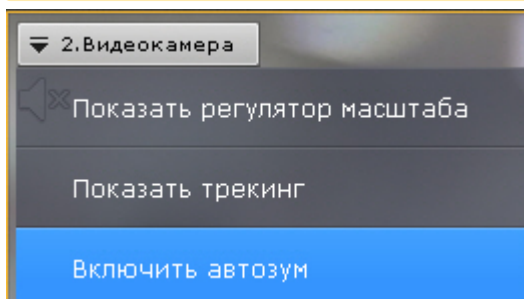 2.Видеокамера
Показать регулятор масштаба
Показать трекинг
Включить автозум